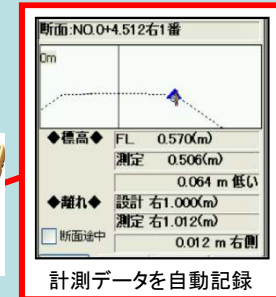 断面:NO.0+4.512右1番
0m
◆標高◆ FL 0.570(m)
測定 0.506(m)
0.064 m 低い
◆離れ◆ 設計 右1.000(m)
測定 右1.012(m)
断面途中
0.012 m 右側
計測データを自動記録